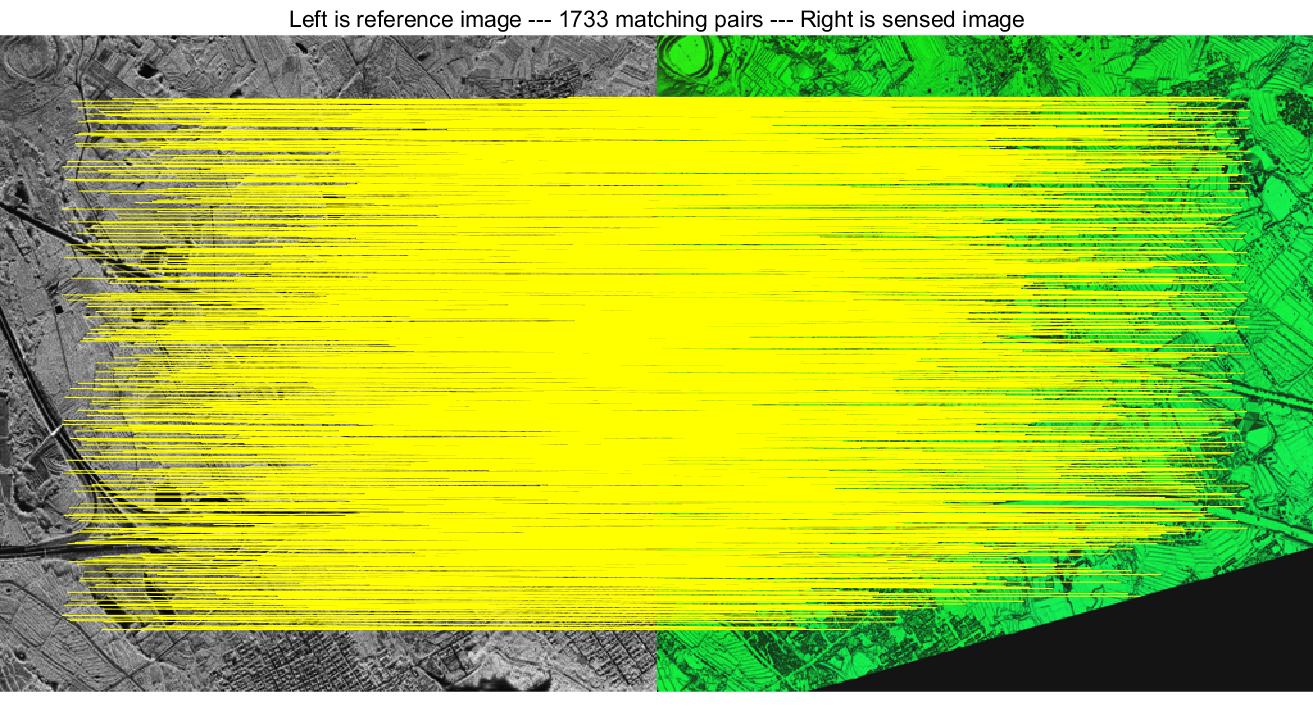 Left is reference image --- 1733 matching pairs --- Right is sensed image